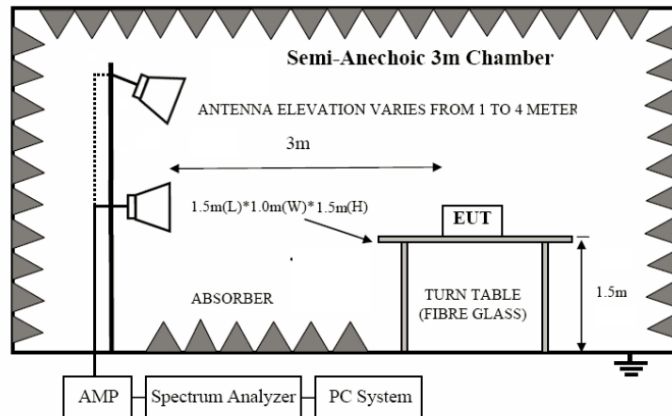 Semi-Anechoic 3m Chamber
ANTENNA ELEVATION VARIES FROM 1 TO 4 METER
3m
1.5m(L)*1.0m(W)*1.5m(H)
EUT
ABSORBER
TURN TABLE
(FIBRE GLASS)
1.5m
AMP
Spectrum Analyzer
PC System